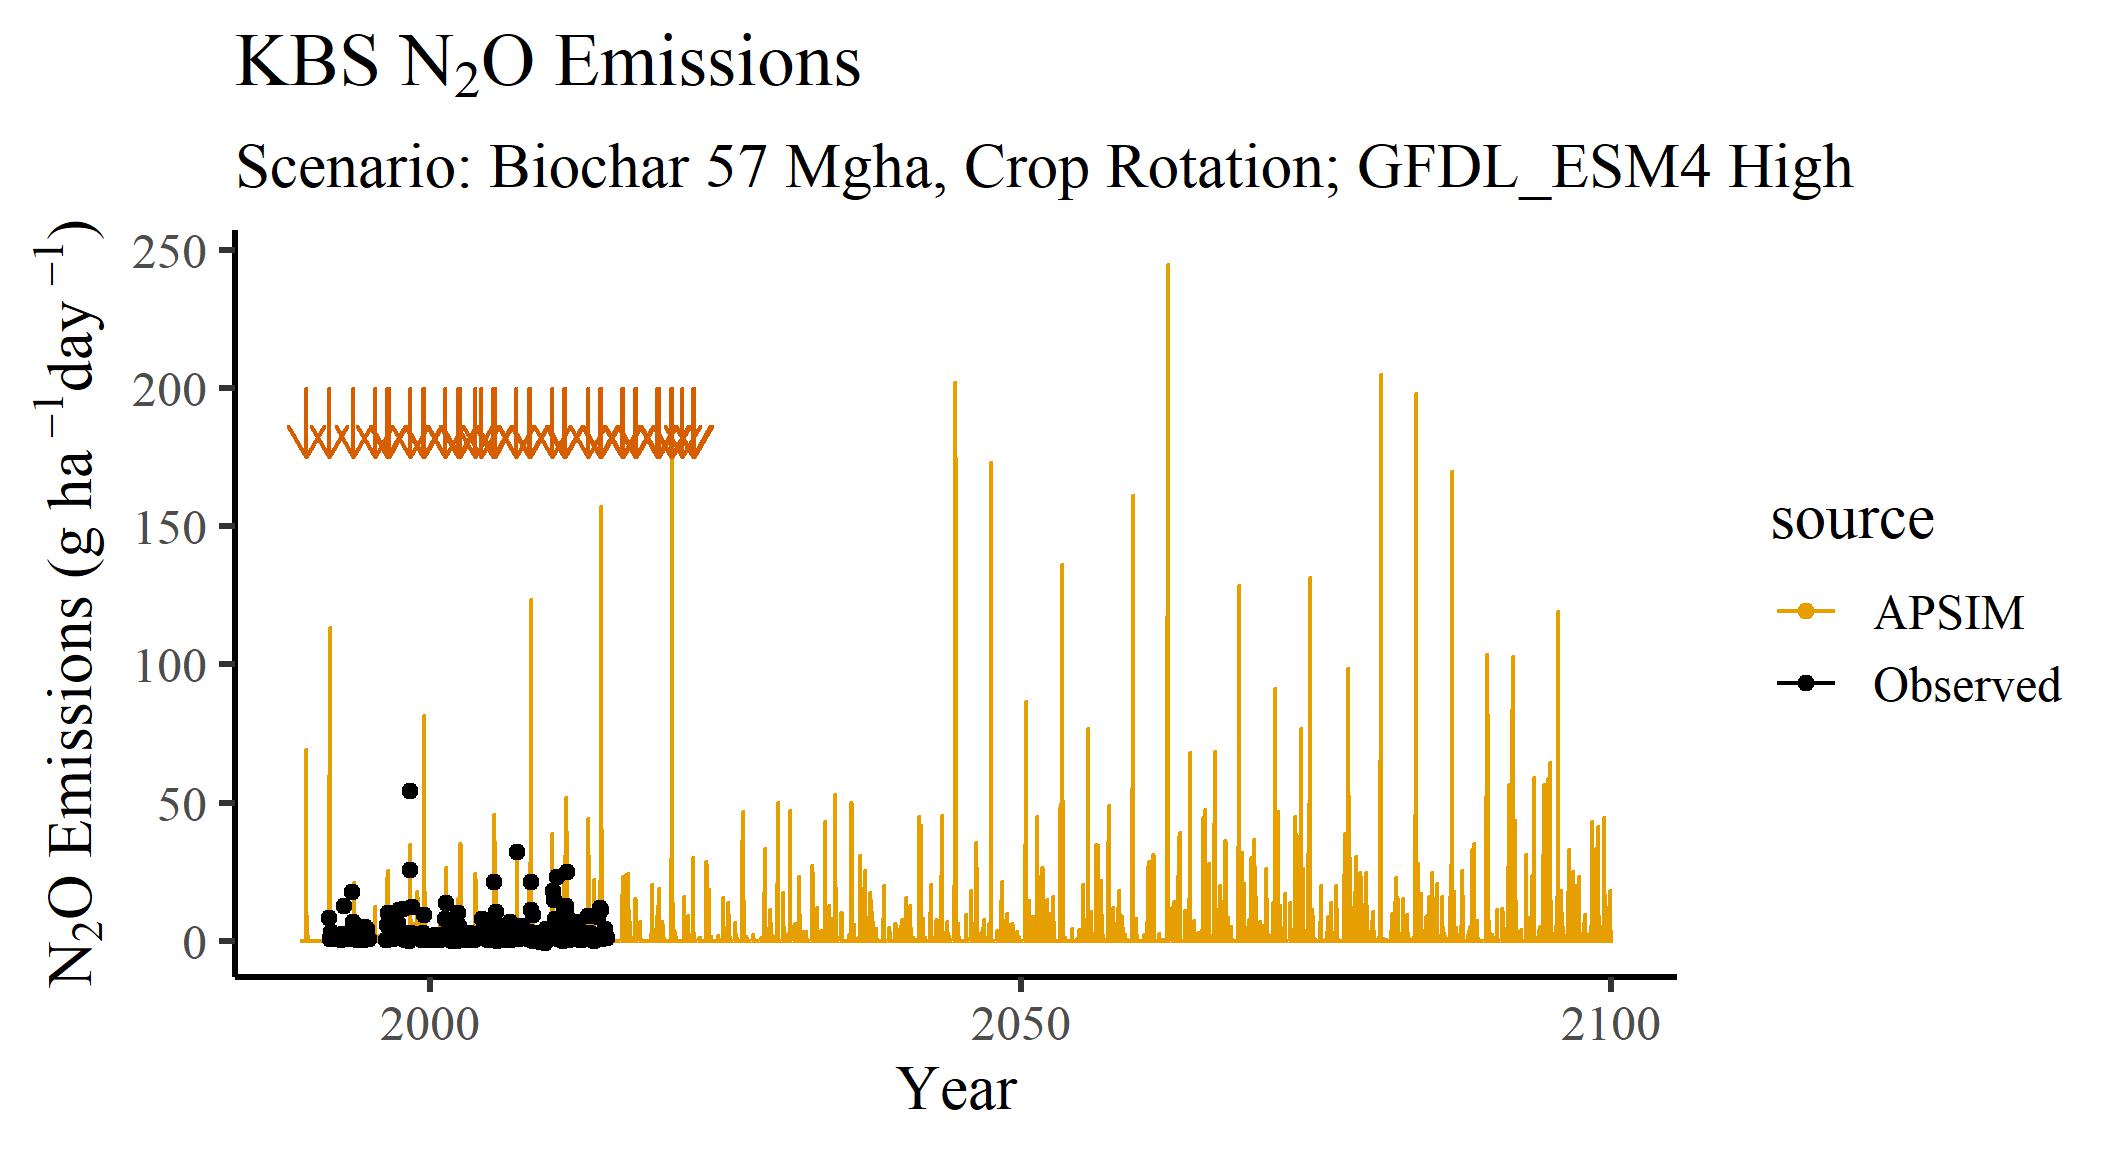 KBS N₂O Emissions
Scenario: Biochar 57 Mgha, Crop Rotation; GFDL_ESM4 High
N₂O Emissions (g ha⁻¹day⁻¹)
250
200
150
100
50
0
2000
2050
2100
Year
source
APSIM
Observed